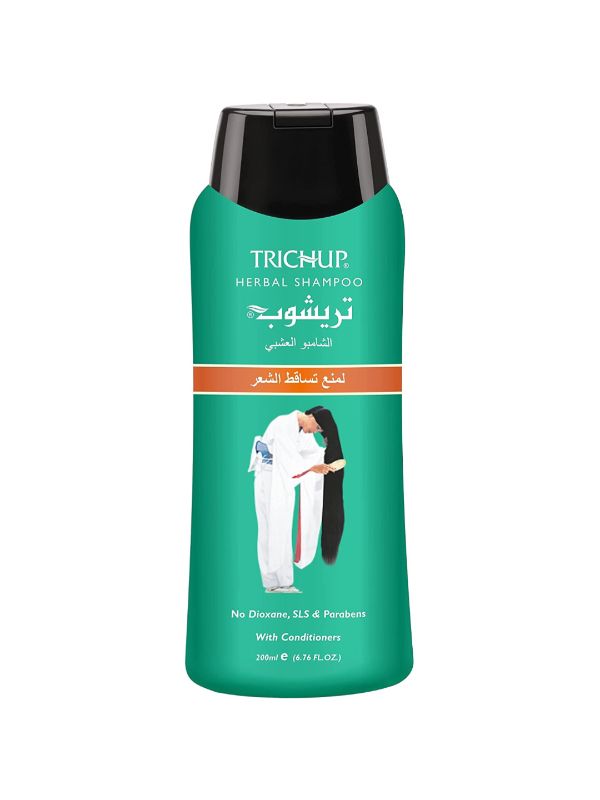 TRICHUP®
HERBAL SHAMPOO
تريشوب®
الشامبو العشبي
لمنع تساقط الشعر
No Dioxane, SLS & Parabens
With Conditioners
200ml e (6.76 FL.OZ.)